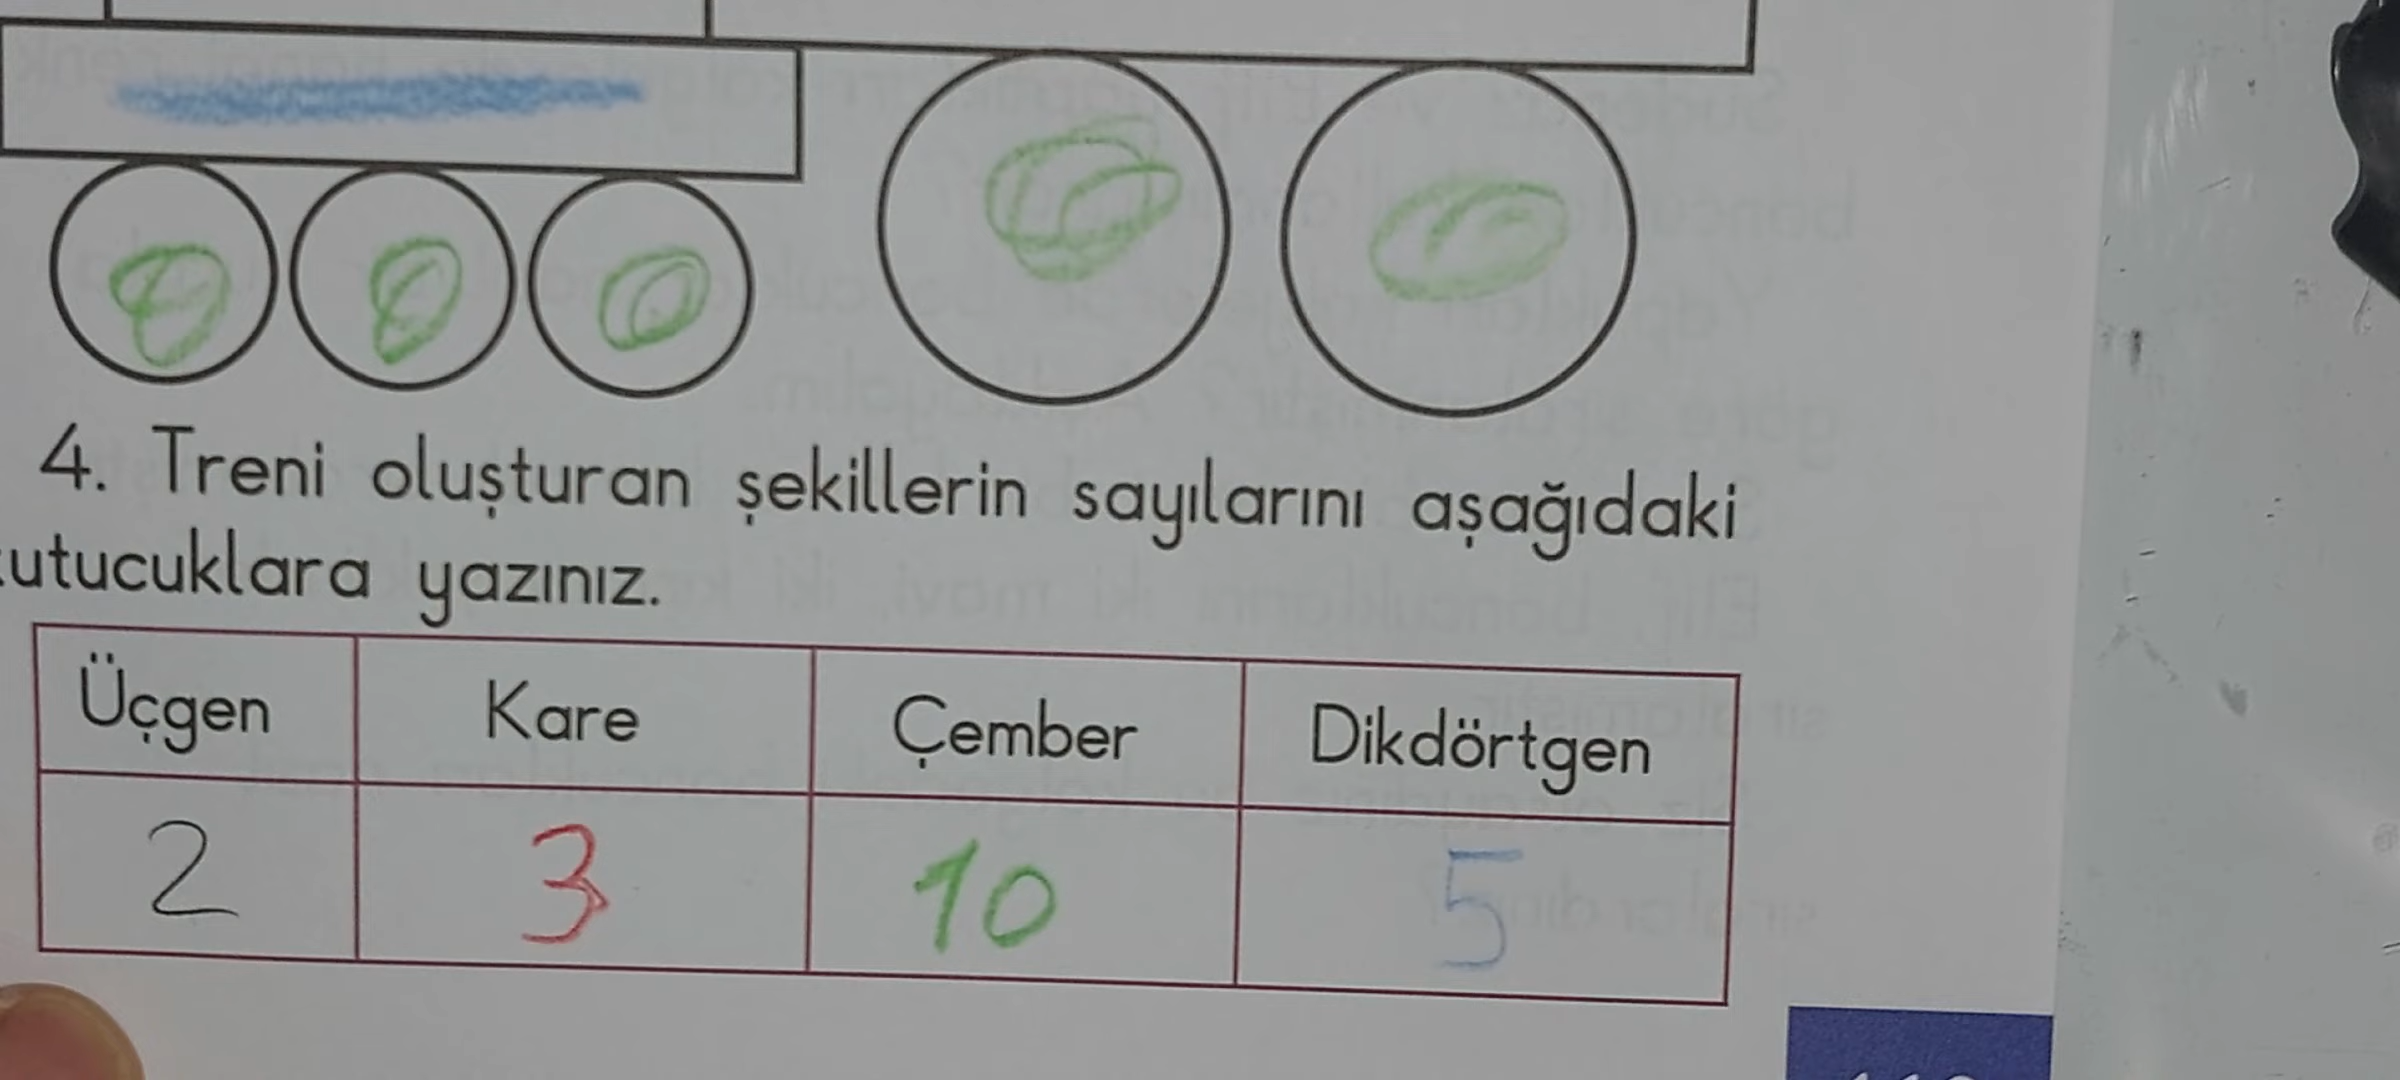 4. Treni oluşturan şekillerin sayılarını aşağıdaki
utucuklara yazınız.
Üçgen Kare Çember Dikdörtgen
2 3 10 5